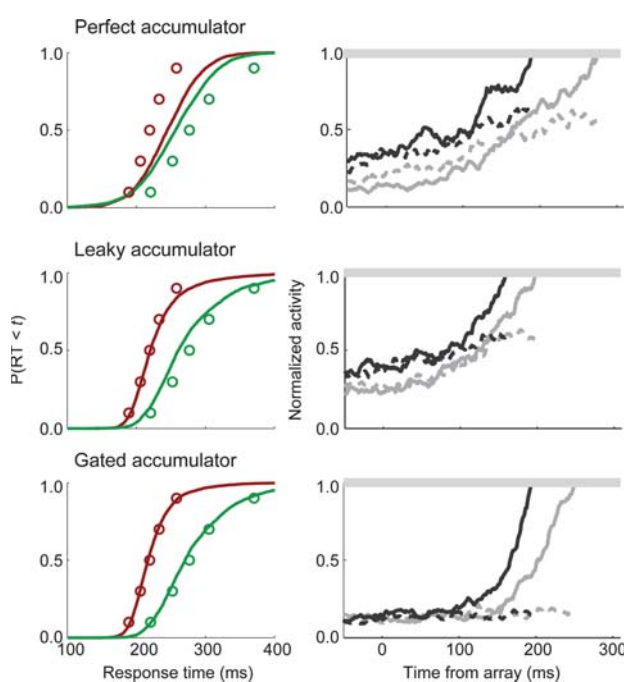 Perfect accumulator
1.0
0.5
0.0
1.0
0.5
0.0
Leaky accumulator
1.0
0.5
0.0
1.0
0.5
0.0
Gated accumulator
1.0
0.5
0.0
1.0
0.5
0.0
P(RT < t)
Normalized activity
100 200 300 400
Response time (ms)
0 100 200 300
Time from array (ms)